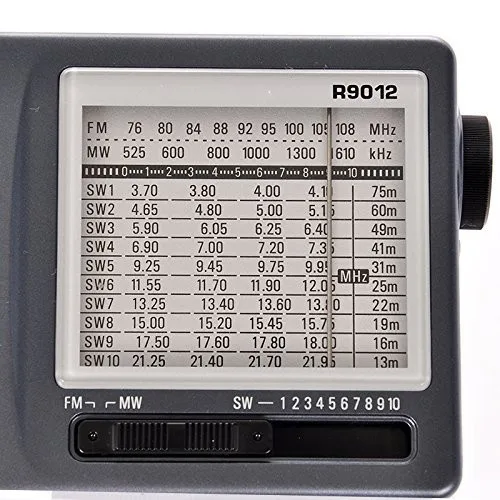 R9012
FM 76 80 84 88 92 95 100 105 108 MHz
MW 525 600 800 1000 1300 1610 kHz
0 1 2 3 4 5 6 7 8 9 10
SW1 3.70 3.80 4.00 4.10 75m
SW2 4.65 4.80 5.00 5.15 60m
SW3 5.90 6.05 6.25 6.40 49m
SW4 6.90 7.00 7.20 7.35 41m
SW5 9.25 9.45 9.75 9.95 31m
MHz
SW6 11.55 11.70 11.90 12.05 25m
SW7 13.25 13.40 13.60 13.80 22m
SW8 15.00 15.20 15.45 15.75 19m
SW9 17.50 17.60 17.80 18.00 16m
SW10 21.25 21.40 21.70 21.95 13m
FM MW SW — 1 2 3 4 5 6 7 8 9 10